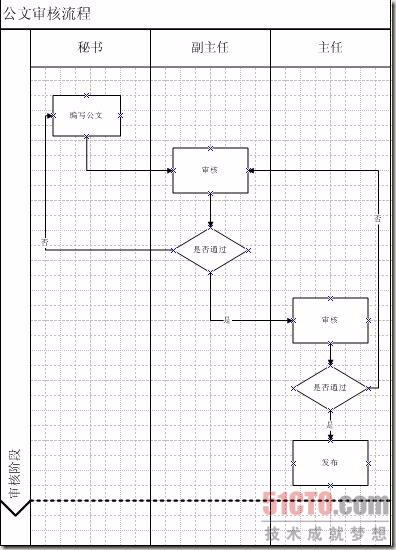 公文审核流程
秘书
副主任
主任
编写公文
审核
否
否
是否通过
是
审核
是否通过
是
发布
审核阶段
51CTO.com
技术成就梦想